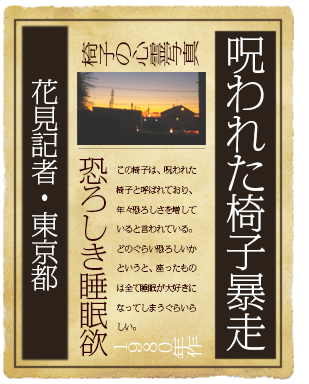 呪われた椅子暴走
椅子の心霊写真
この椅子は、呪われた
椅子と呼ばれており、
年々恐ろしさを増して
いると言われている。
どのぐらい恐ろしいか
というと、座ったもの
は全て睡眠が大好きに
なってしまうぐらいら
しい。
1980年作
恐ろしき睡眠欲
花見記者・東京都